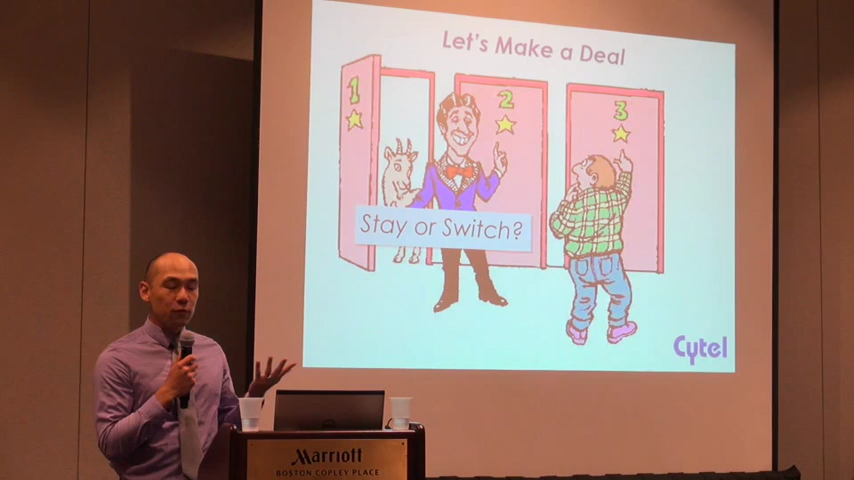 Let's Make a Deal
1
2
3
Stay or Switch?
Cytel
Marriott
BOSTON COPLEY PLACE